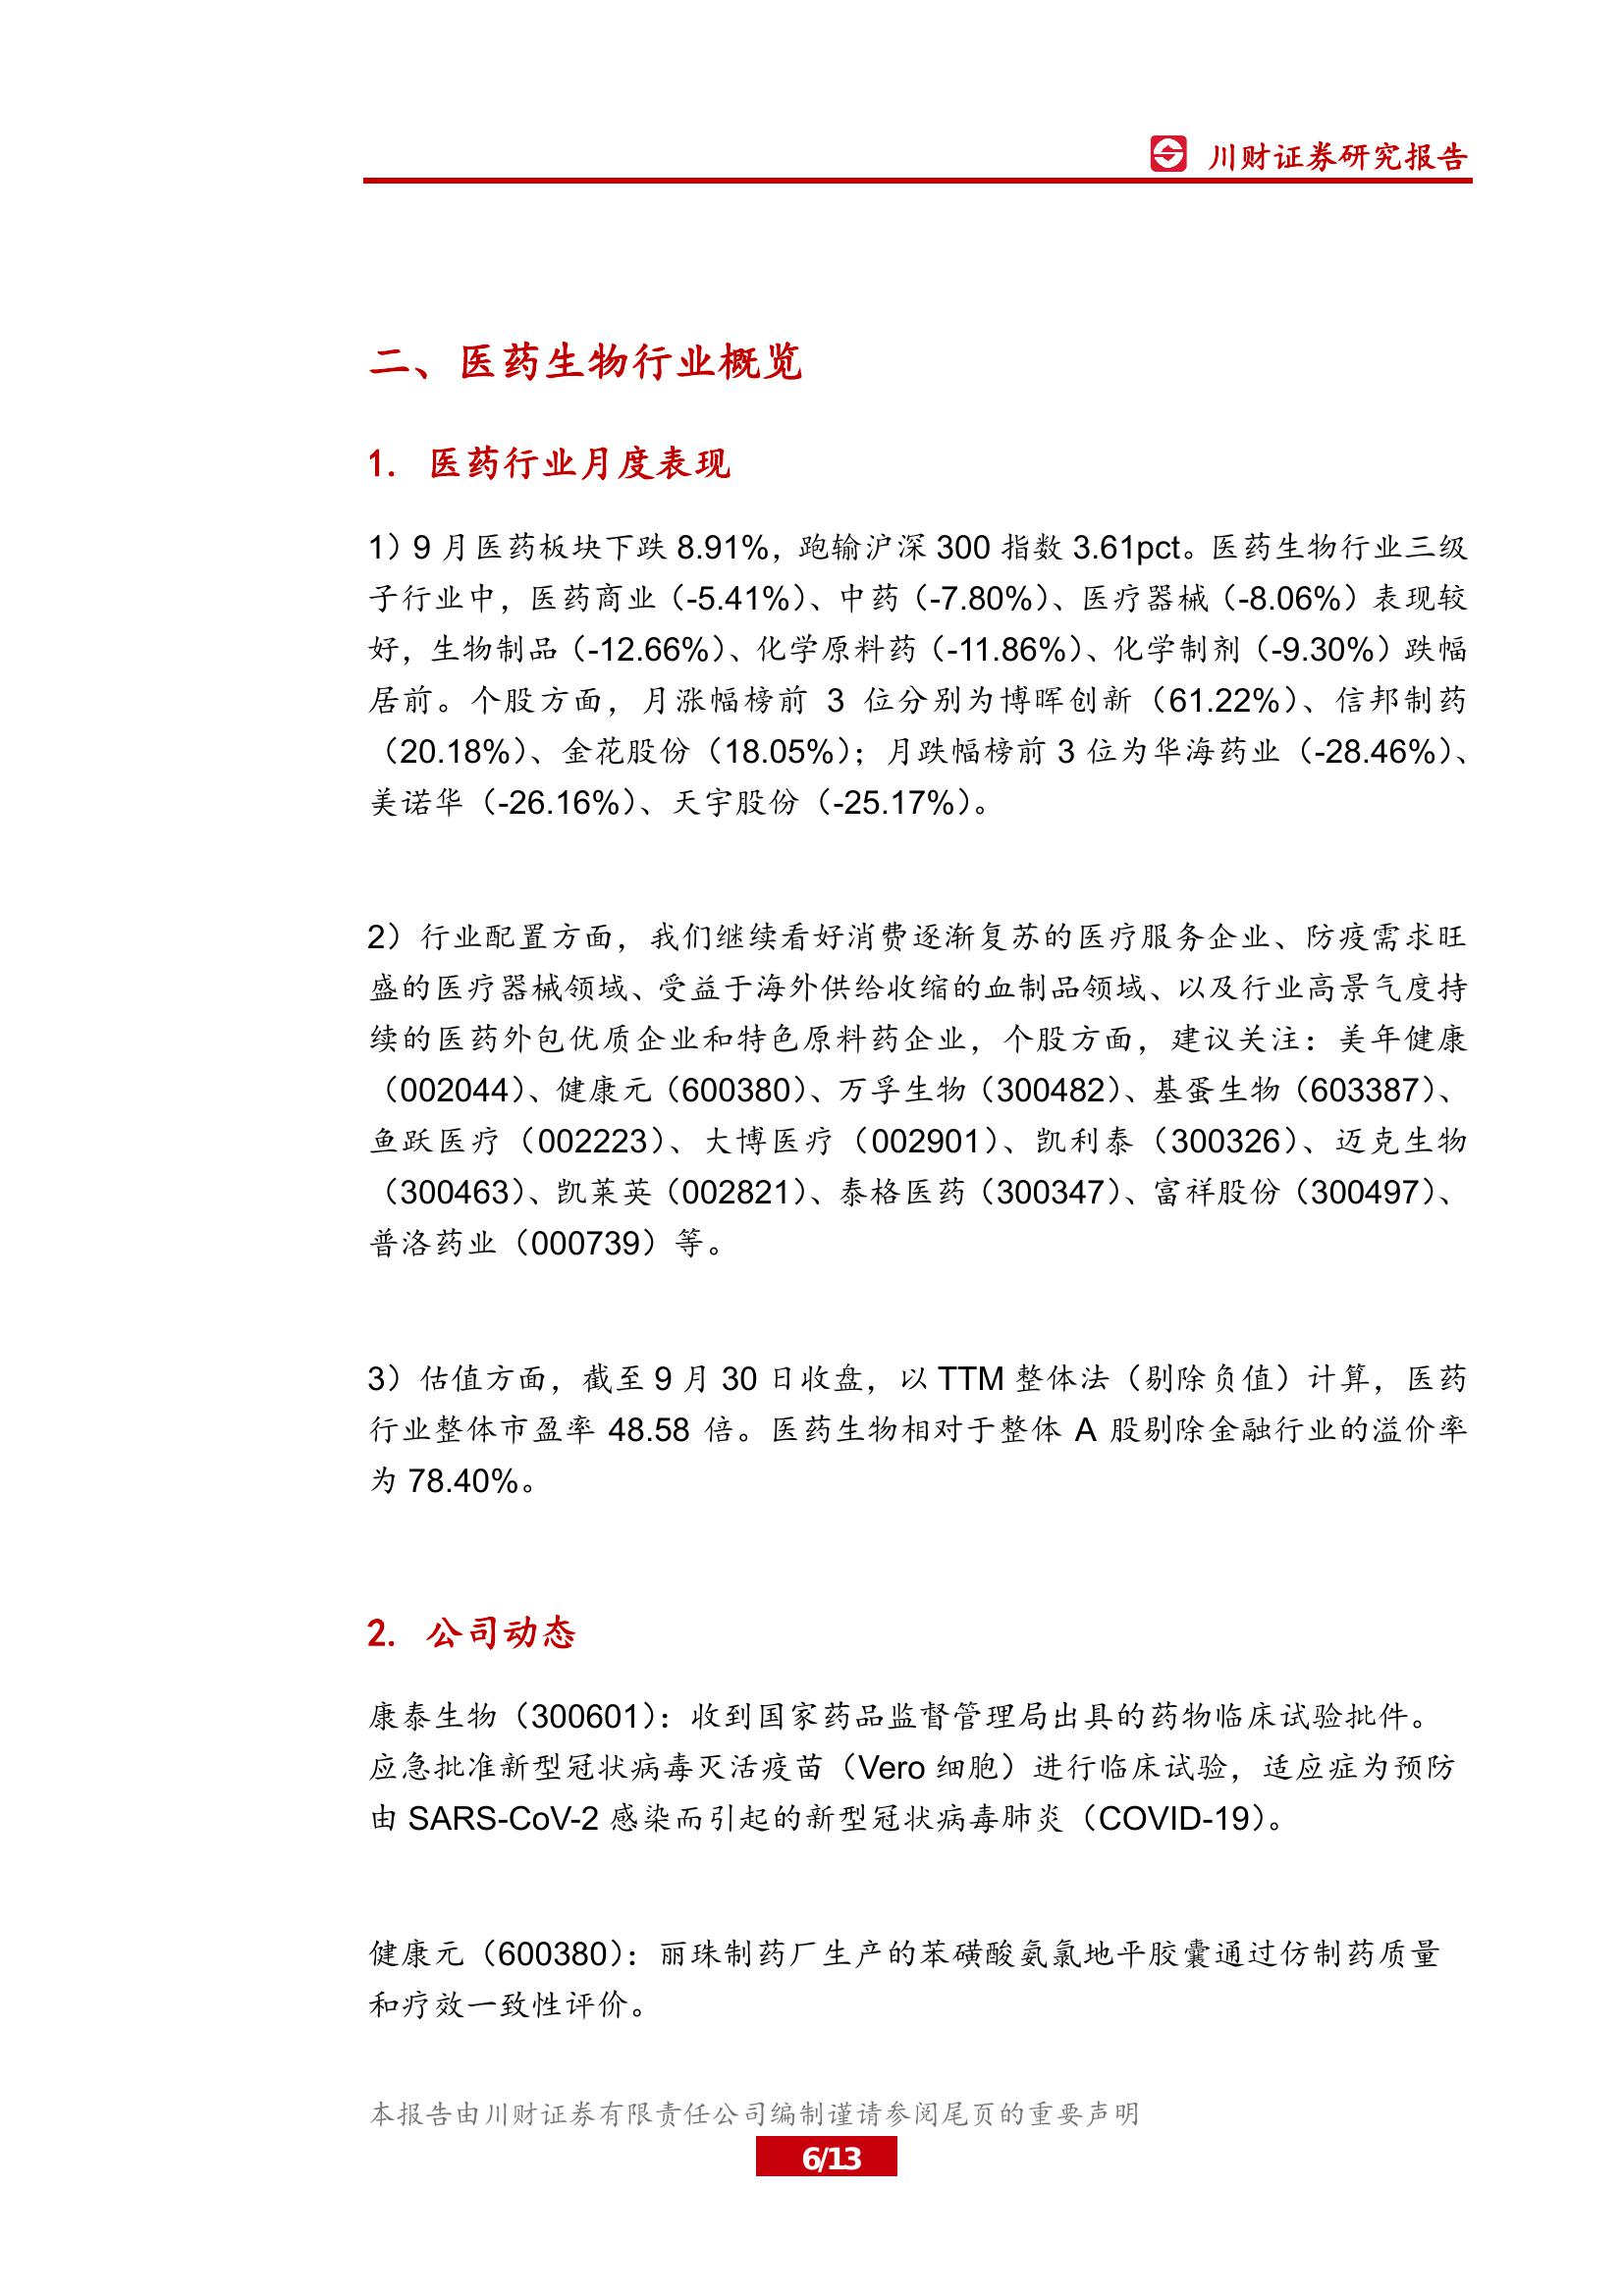 川财证券研究报告
二、医药生物行业概览
1. 医药行业月度表现
1）9 月医药板块下跌 8.91%，跑输沪深 300 指数 3.61pct。医药生物行业三级
子行业中，医药商业（-5.41%）、中药（-7.80%）、医疗器械（-8.06%）表现较
好，生物制品（-12.66%）、化学原料药（-11.86%）、化学制剂（-9.30%）跌幅
居前。个股方面，月涨幅榜前 3 位分别为博晖创新（61.22%）、信邦制药
（20.18%）、金花股份（18.05%）；月跌幅榜前 3 位为华海药业（-28.46%）、
美诺华（-26.16%）、天宇股份（-25.17%）。
2）行业配置方面，我们继续看好消费逐渐复苏的医疗服务企业、防疫需求旺
盛的医疗器械领域、受益于海外供给收缩的血制品领域、以及行业高景气度持
续的医药外包优质企业和特色原料药企业，个股方面，建议关注：美年健康
（002044）、健康元（600380）、万孚生物（300482）、基蛋生物（603387）、
鱼跃医疗（002223）、大博医疗（002901）、凯利泰（300326）、迈克生物
（300463）、凯莱英（002821）、泰格医药（300347）、富祥股份（300497）、
普洛药业（000739）等。
3）估值方面，截至 9 月 30 日收盘，以 TTM 整体法（剔除负值）计算，医药
行业整体市盈率 48.58 倍。医药生物相对于整体 A 股剔除金融行业的溢价率
为 78.40%。
2. 公司动态
康泰生物（300601）：收到国家药品监督管理局出具的药物临床试验批件。
应急批准新型冠状病毒灭活疫苗（Vero 细胞）进行临床试验，适应症为预防
由 SARS-CoV-2 感染而引起的新型冠状病毒肺炎（COVID-19）。
健康元（600380）：丽珠制药厂生产的苯磺酸氨氯地平胶囊通过仿制药质量
和疗效一致性评价。
本报告由川财证券有限责任公司编制谨请参阅尾页的重要声明
6/13